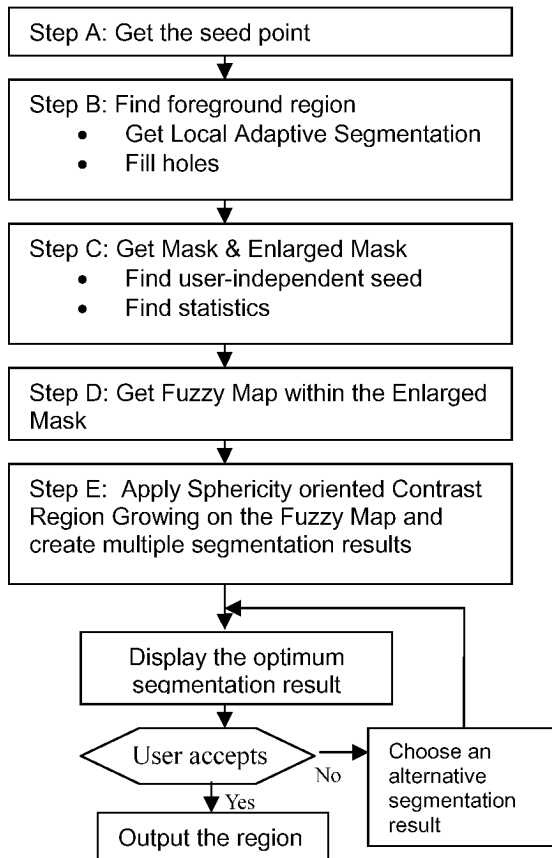 Step A: Get the seed point
Step B: Find foreground region
• Get Local Adaptive Segmentation
• Fill holes
Step C: Get Mask & Enlarged Mask
• Find user-independent seed
• Find statistics
Step D: Get Fuzzy Map within the Enlarged
Mask
Step E: Apply Sphericity oriented Contrast
Region Growing on the Fuzzy Map and
create multiple segmentation results
Display the optimum
segmentation result
User accepts
No
Choose an
alternative
segmentation
result
Yes
Output the region